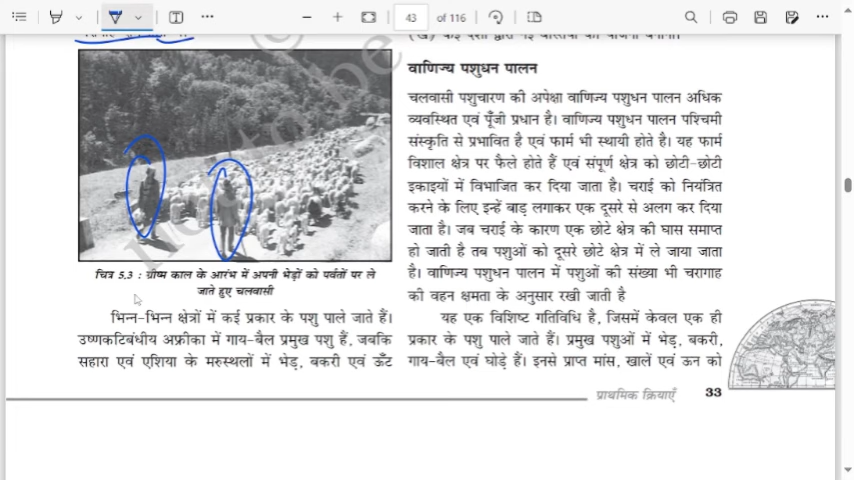 43 of 116
वाणिज्य पशुधन पालन
चलवासी पशुचारण की अपेक्षा वाणिज्य पशुधन पालन अधिक
व्यवस्थित एवं पूँजी प्रधान है। वाणिज्य पशुधन पालन पश्चिमी
संस्कृति से प्रभावित है एवं फार्म भी स्थायी होते है। यह फार्म
विशाल क्षेत्र पर फैले होते हैं एवं संपूर्ण क्षेत्र को छोटी-छोटी
इकाइयों में विभाजित कर दिया जाता है। चराई को नियंत्रित
करने के लिए इन्हें बाड़ लगाकर एक दूसरे से अलग कर दिया
जाता है। जब चराई के कारण एक छोटे क्षेत्र की घास समाप्त
हो जाती है तब पशुओं को दूसरे छोटे क्षेत्र में ले जाया जाता
है। वाणिज्य पशुधन पालन में पशुओं की संख्या भी चरागाह
की वहन क्षमता के अनुसार रखी जाती है
यह एक विशिष्ट गतिविधि है, जिसमें केवल एक ही
प्रकार के पशु पाले जाते हैं। प्रमुख पशुओं में भेड़, बकरी,
गाय-बैल एवं घोड़े हैं। इनसे प्राप्त मांस, खालें एवं ऊन को
चित्र 5.3 : ग्रीष्म काल के आरंभ में अपनी भेड़ों को पर्वतों पर ले
जाते हुए चलवासी
भिन्न-भिन्न क्षेत्रों में कई प्रकार के पशु पाले जाते हैं।
उष्णकटिबंधीय अफ्रीका में गाय-बैल प्रमुख पशु हैं, जबकि
सहारा एवं एशिया के मरुस्थलों में भेड़, बकरी एवं ऊँट
प्राथमिक क्रियाएँ 33